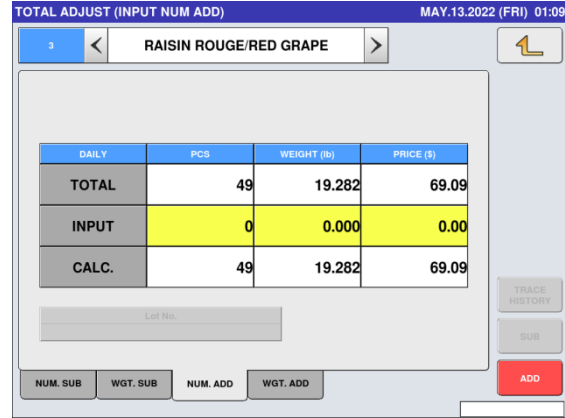 TOTAL ADJUST (INPUT NUM ADD) MAY.13.2022 (FRI) 01:09
3 < RAISIN ROUGE/RED GRAPE >
DAILY PCS WEIGHT (lb) PRICE ($)
TOTAL 49 19.282 69.09
INPUT 0 0.000 0.00
CALC. 49 19.282 69.09
TRACE
HISTORY
Lot No.
SUB
ADD
NUM. SUB WGT. SUB NUM. ADD WGT. ADD